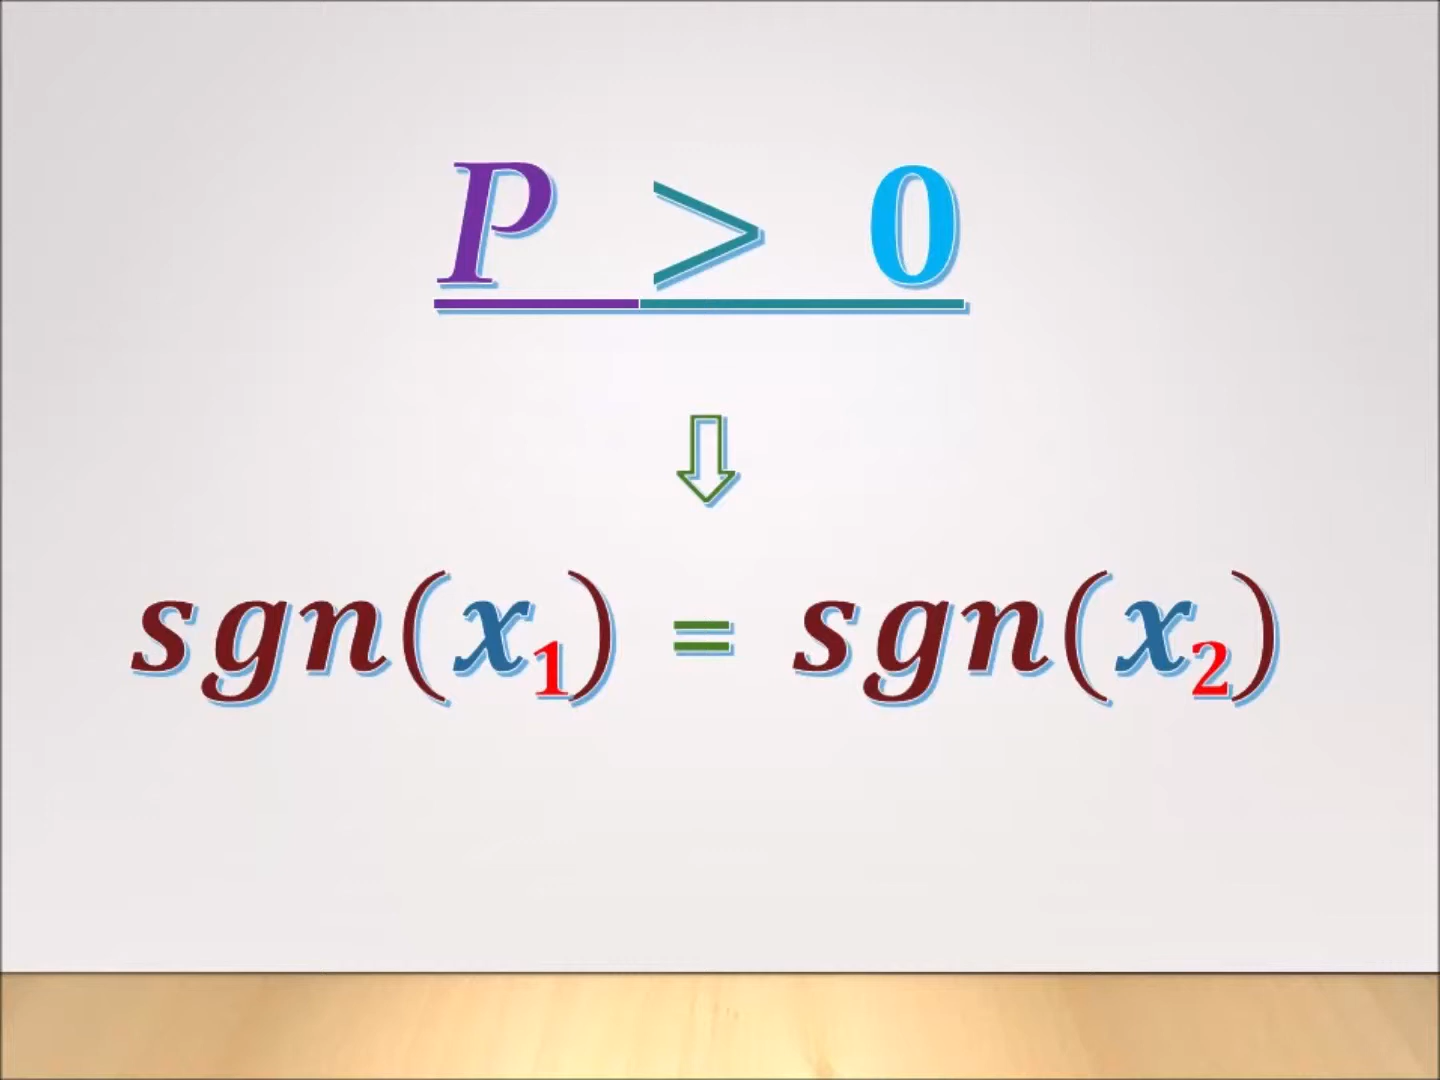 P > 0
⇩
sgn(x₁) = sgn(x₂)